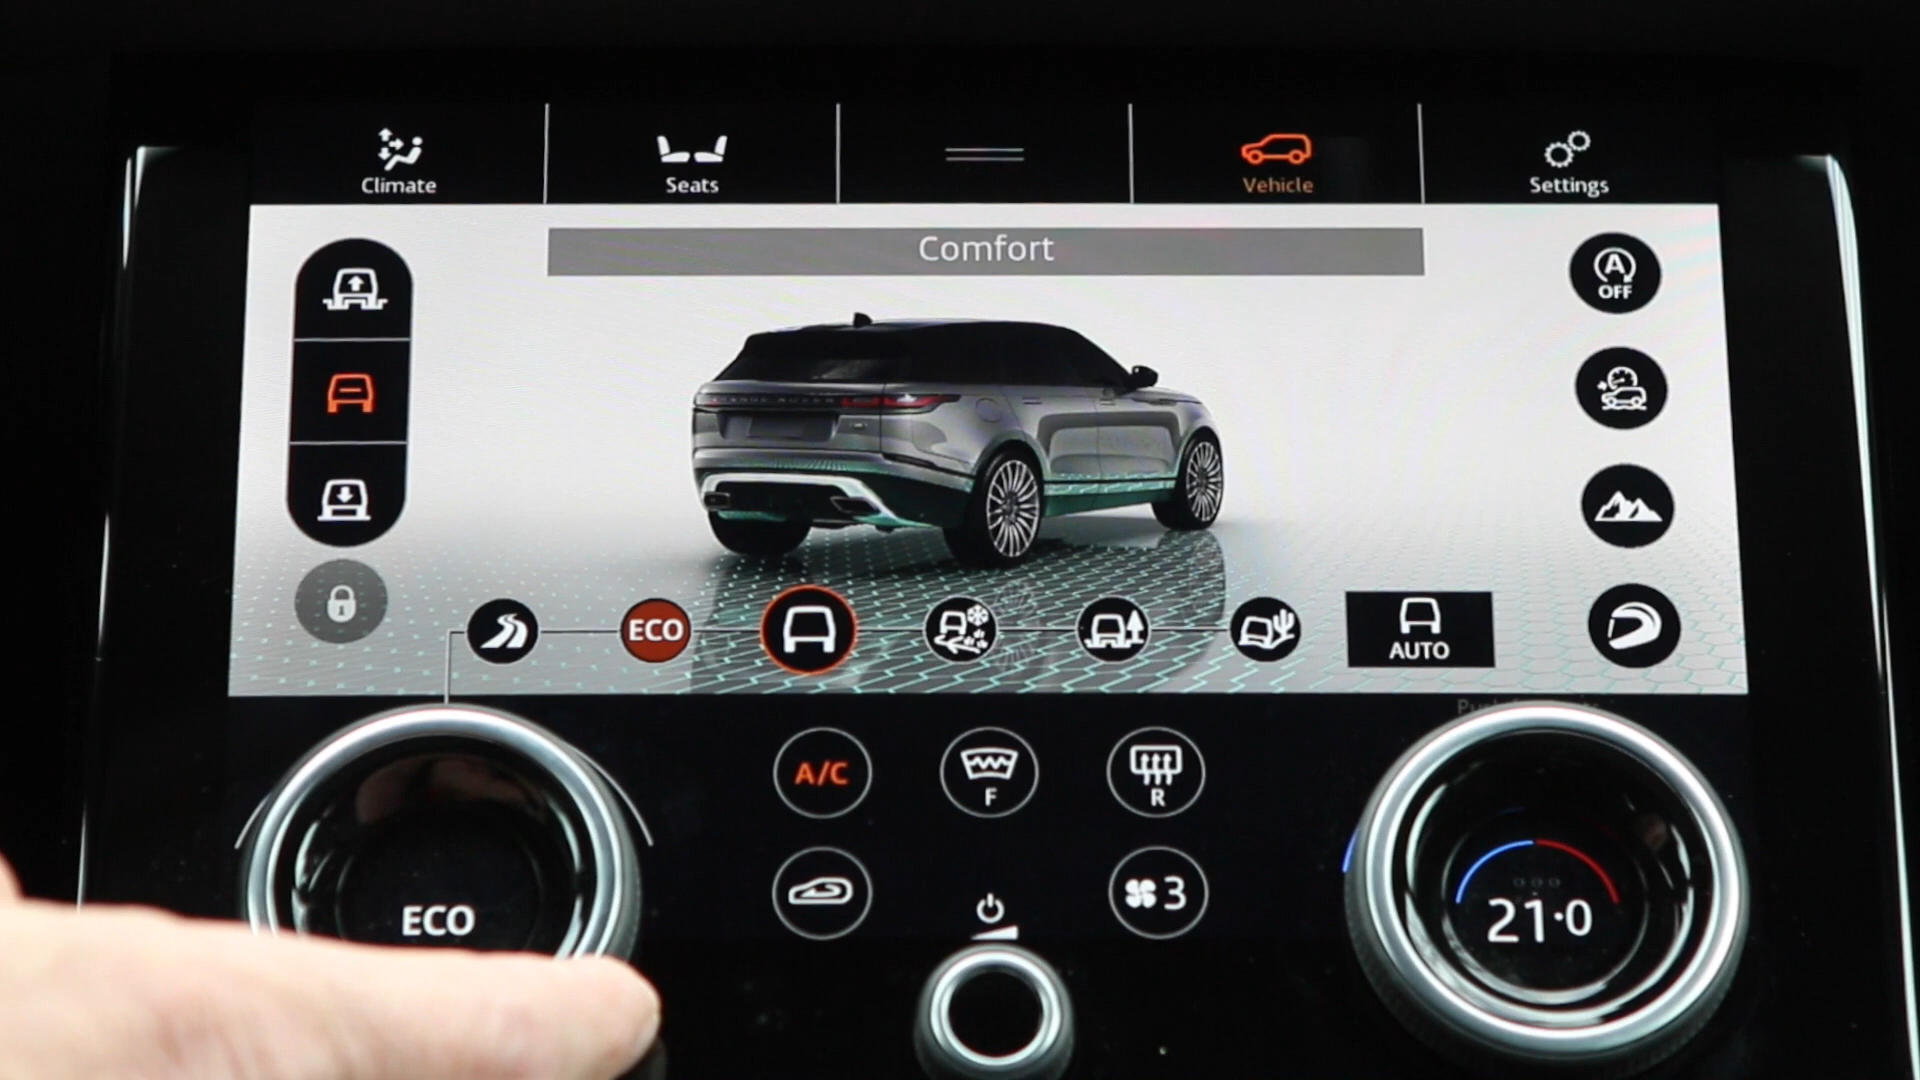 Climate
Seats
Vehicle
Settings
Comfort
A
OFF
ECO
AUTO
A/C
F
R
ECO
3
21·0